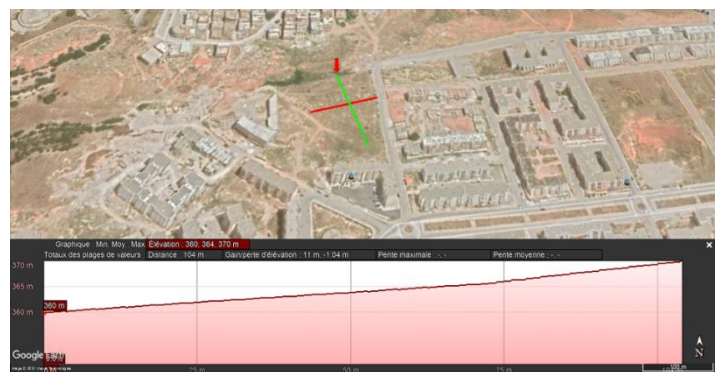 Graphique : Min. Moy. Max Élévation : 360, 364, 370 m
Totaux des plages de valeurs Distance : 104 m Gain/perte d'élévation : 11 m, -1.04 m Pente maximale : -, - Pente moyenne : -, -
370 m
365 m
360 m
360 m
Google Earth
25 m 50 m 75 m
100 m
N